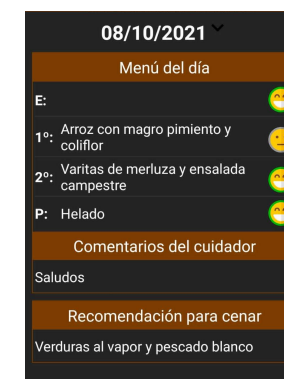 08/10/2021
Menú del día
E:
1º: Arroz con magro pimiento y
coliflor
2º: Varitas de merluza y ensalada
campestre
P: Helado
Comentarios del cuidador
Saludos
Recomendación para cenar
Verduras al vapor y pescado blanco